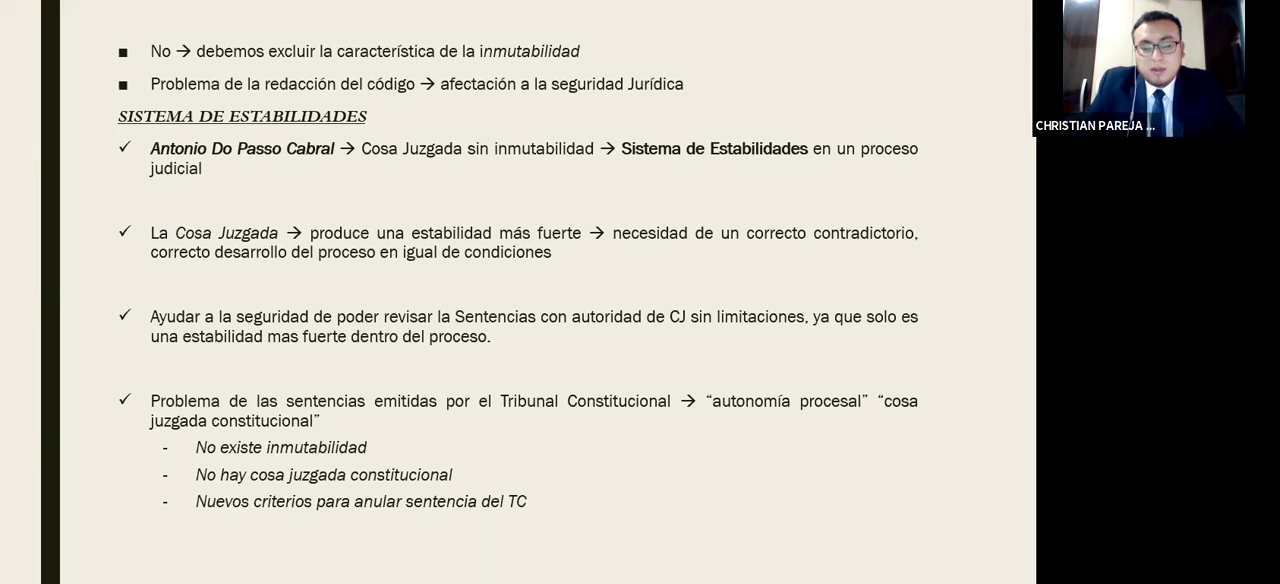 ■ No → debemos excluir la característica de la inmutabilidad
■ Problema de la redacción del código → afectación a la seguridad Jurídica
SISTEMA DE ESTABILIDADES
✓ Antonio Do Passo Cabral → Cosa Juzgada sin inmutabilidad → Sistema de Estabilidades en un proceso
judicial
✓ La Cosa Juzgada → produce una estabilidad más fuerte → necesidad de un correcto contradictorio,
correcto desarrollo del proceso en igual de condiciones
✓ Ayudar a la seguridad de poder revisar la Sentencias con autoridad de CJ sin limitaciones, ya que solo es
una estabilidad mas fuerte dentro del proceso.
✓ Problema de las sentencias emitidas por el Tribunal Constitucional → “autonomía procesal” “cosa
juzgada constitucional”
- No existe inmutabilidad
- No hay cosa juzgada constitucional
- Nuevos criterios para anular sentencia del TC
CHRISTIAN PAREJA ...